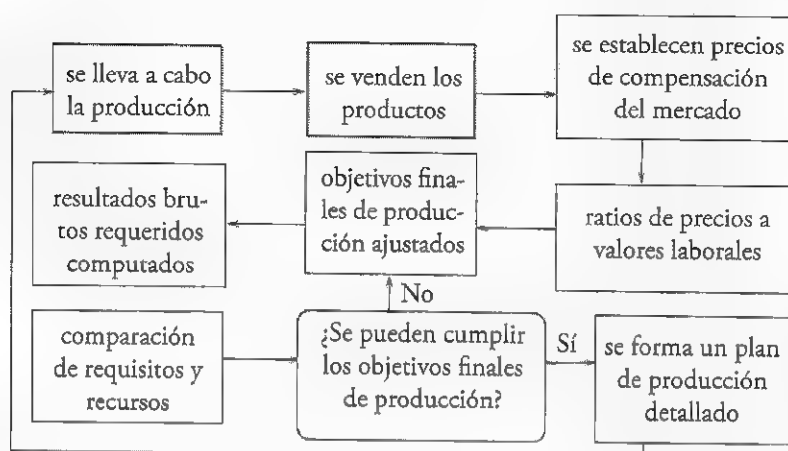 se lleva a cabo
la producción
se venden los
productos
se establecen precios
de compensación
del mercado
resultados bru-
tos requeridos
computados
objetivos fina-
les de produc-
ción ajustados
ratios de precios a
valores laborales
No
comparación
de requisitos y
recursos
¿Se pueden cumplir
los objetivos finales
de producción?
Sí
se forma un plan
de producción
detallado